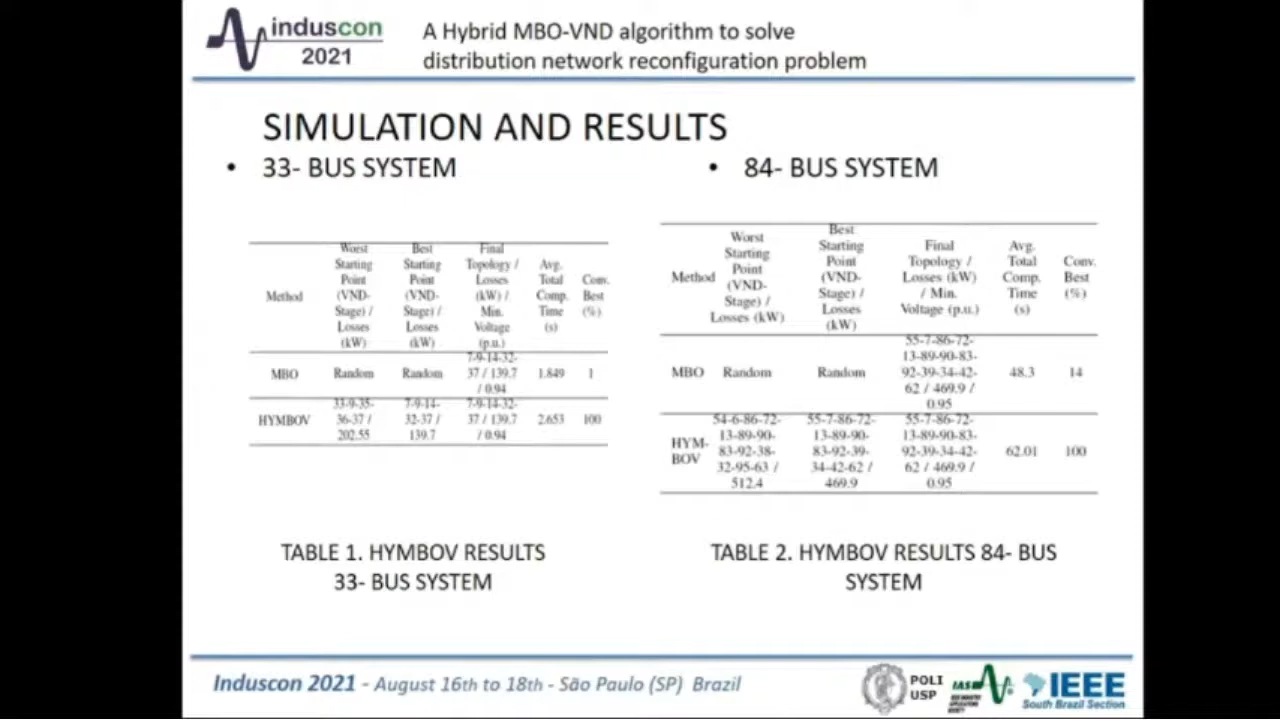 induscon
2021
A Hybrid MBO-VND algorithm to solve
distribution network reconfiguration problem
SIMULATION AND RESULTS
• 33- BUS SYSTEM
Method
Worst
Starting
Point
(VND-
Stage) /
Losses
(kW)
Best
Starting
Point
(VND-
Stage) /
Losses
(kW)
Final
Topology /
Losses
(kW) /
Min.
Voltage
(p.u.)
Avg.
Total
Comp.
Time
(s)
Conv.
Best
(%)
MBO
Random
Random
7-9-14-32-
37 / 139.7
/ 0.94
1.849
1
HYMBOV
33-9-35-
36-37 /
202.55
7-9-14-
32-37 /
139.7
7-9-14-32-
37 / 139.7
/ 0.94
2.653
100
TABLE 1. HYMBOV RESULTS
33- BUS SYSTEM
• 84- BUS SYSTEM
Method
Worst
Starting
Point
(VND-
Stage) /
Losses (kW)
Best
Starting
Point
(VND-
Stage) /
Losses
(kW)
Final
Topology /
Losses (kW)
/ Min.
Voltage (p.u.)
Avg.
Total
Comp.
Time
(s)
Conv.
Best
(%)
MBO
Random
Random
55-7-86-72-
13-89-90-83-
92-39-34-42-
62 / 469.9 /
0.95
48.3
14
HYM-
BOV
54-6-86-72-
13-89-90-
83-92-38-
32-95-63 /
512.4
55-7-86-72-
13-89-90-
83-92-39-
34-42-62 /
469.9
55-7-86-72-
13-89-90-83-
92-39-34-42-
62 / 469.9 /
0.95
62.01
100
TABLE 2. HYMBOV RESULTS 84- BUS
SYSTEM
Induscon 2021 - August 16th to 18th - São Paulo (SP) Brazil
POLI
USP
IAS
IEEE
South Brazil Section